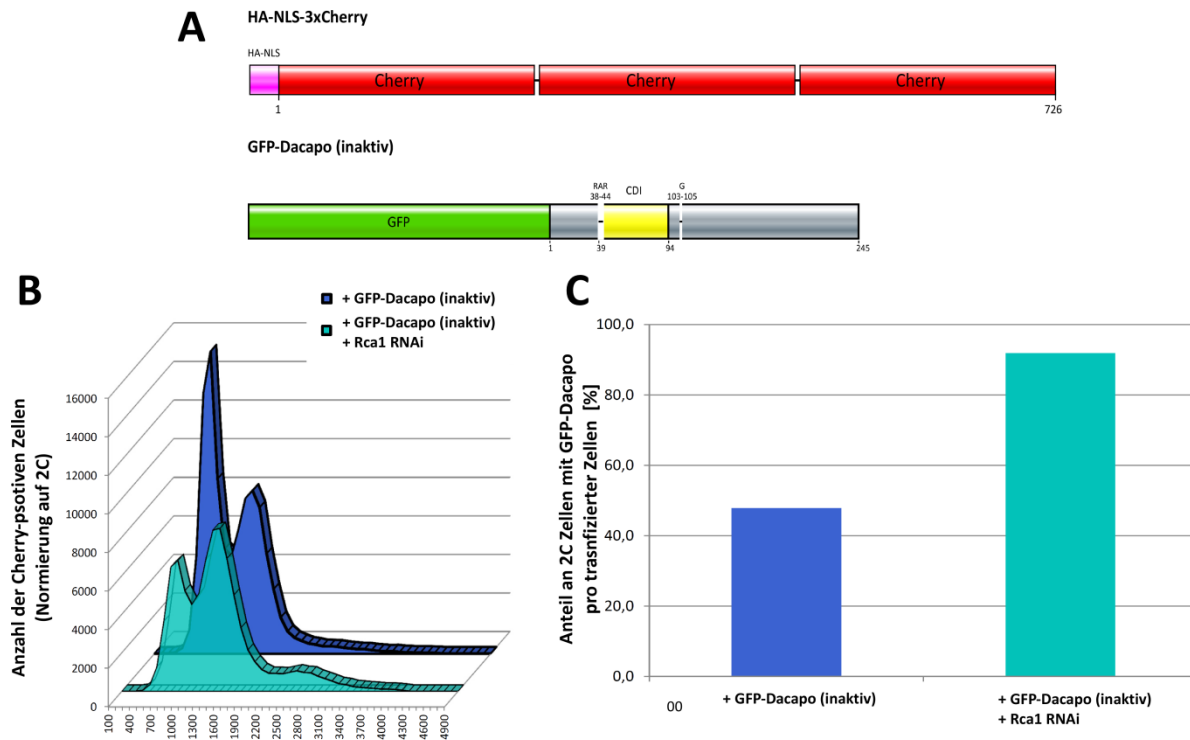 A
HA-NLS-3xCherry
HA-NLS
Cherry Cherry Cherry
1 726
GFP-Dacapo (inaktiv)
RAR CDI G
38-44 103-105
GFP
1 39 94 245
B
+ GFP-Dacapo (inaktiv)
+ GFP-Dacapo (inaktiv)
+ Rca1 RNAi
Anzahl der Cherry-psotiven Zellen
(Normierung auf 2C)
16000
14000
12000
10000
8000
6000
4000
2000
0
100 400 700 1000 1300 1600 1900 2200 2500 2800 3100 3400 3700 4000 4300 4600 4900
C
Anteil an 2C Zellen mit GFP-Dacapo
pro trasnfizierter Zellen [%]
100,0
80,0
60,0
40,0
20,0
0,0
00
+ GFP-Dacapo (inaktiv)
+ GFP-Dacapo (inaktiv)
+ Rca1 RNAi